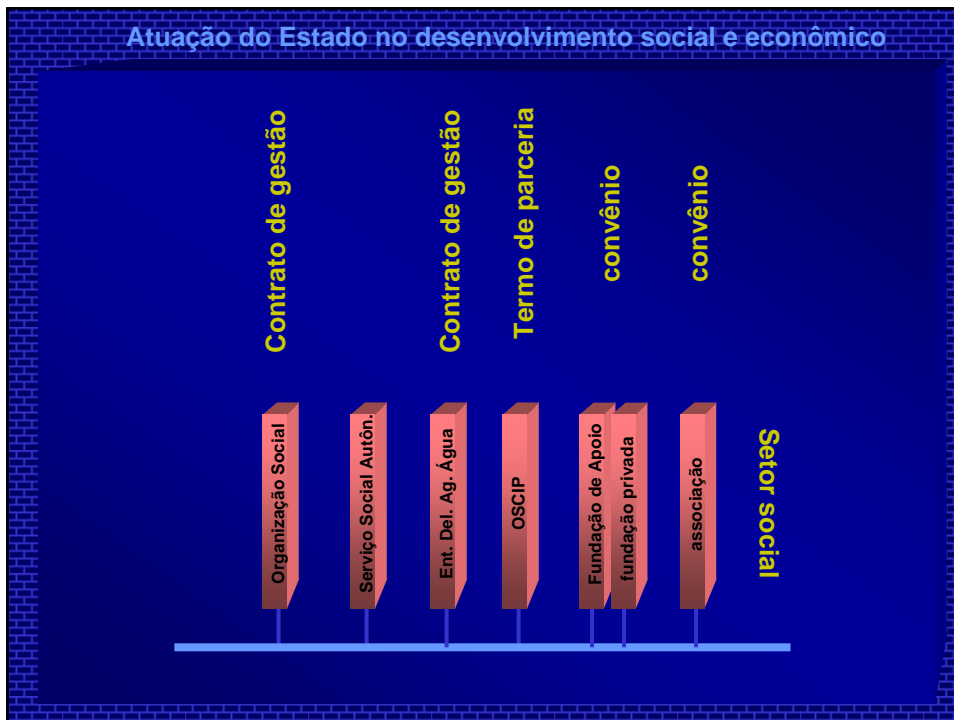 Atuação do Estado no desenvolvimento social e econômico
Contrato de gestão
Contrato de gestão
Termo de parceria
convênio
convênio
Organização Social
Serviço Social Autôn.
Ent. Del. Ag. Água
OSCIP
Fundação de Apoio
fundação privada
associação
Setor social